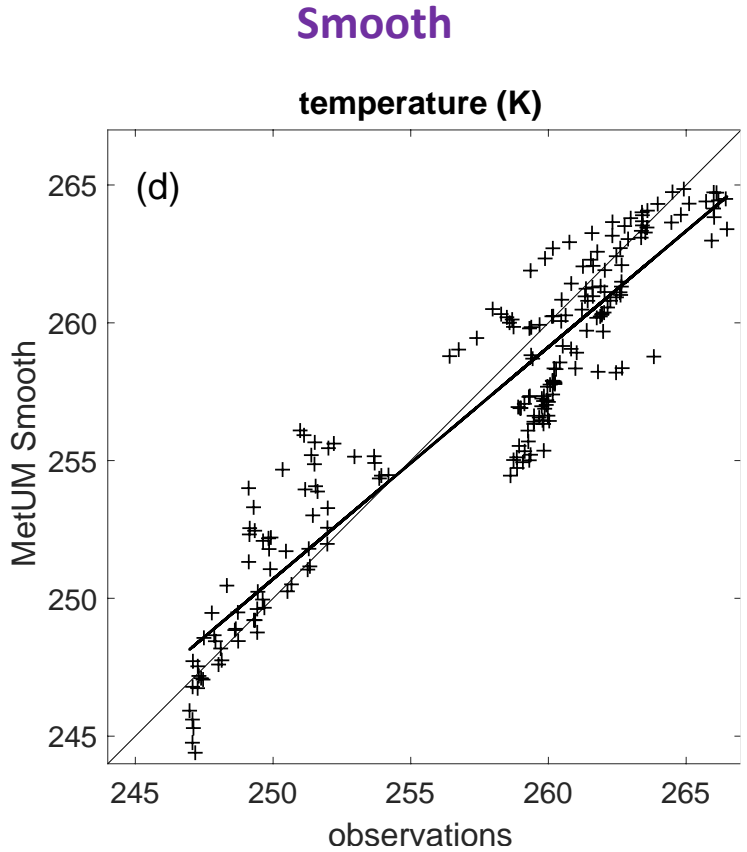 Smooth
temperature (K)
(d)
265
260
255
250
245
MetUM Smooth
245 250 255 260 265
observations